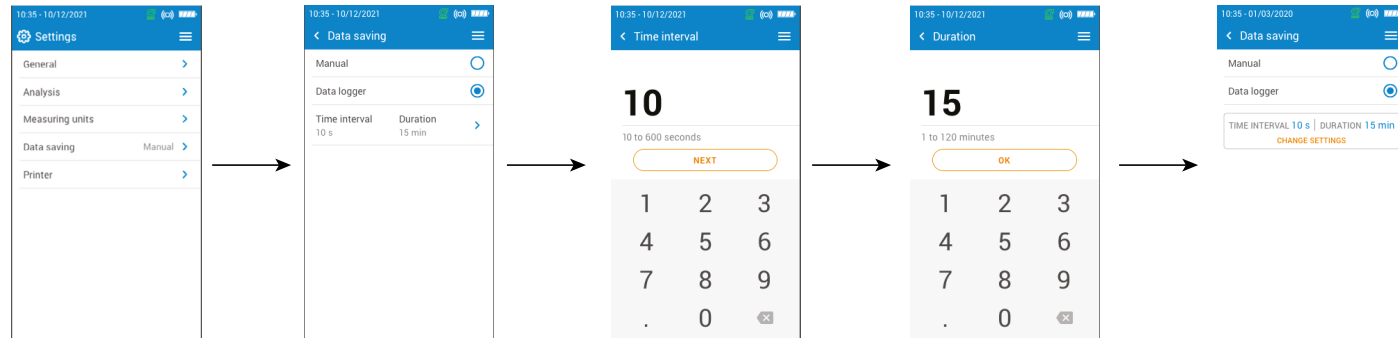 10:35 - 10/12/2021
Settings
General
Analysis
Measuring units
Data saving Manual
Printer
10:35 - 10/12/2021
Data saving
Manual
Data logger
Time interval Duration
10 s 15 min
10:35 - 10/12/2021
Time interval
10
10 to 600 seconds
NEXT
1 2 3
4 5 6
7 8 9
. 0
10:35 - 10/12/2021
Duration
15
1 to 120 minutes
OK
1 2 3
4 5 6
7 8 9
. 0
10:35 - 01/03/2020
Data saving
Manual
Data logger
TIME INTERVAL 10 s | DURATION 15 min
CHANGE SETTINGS